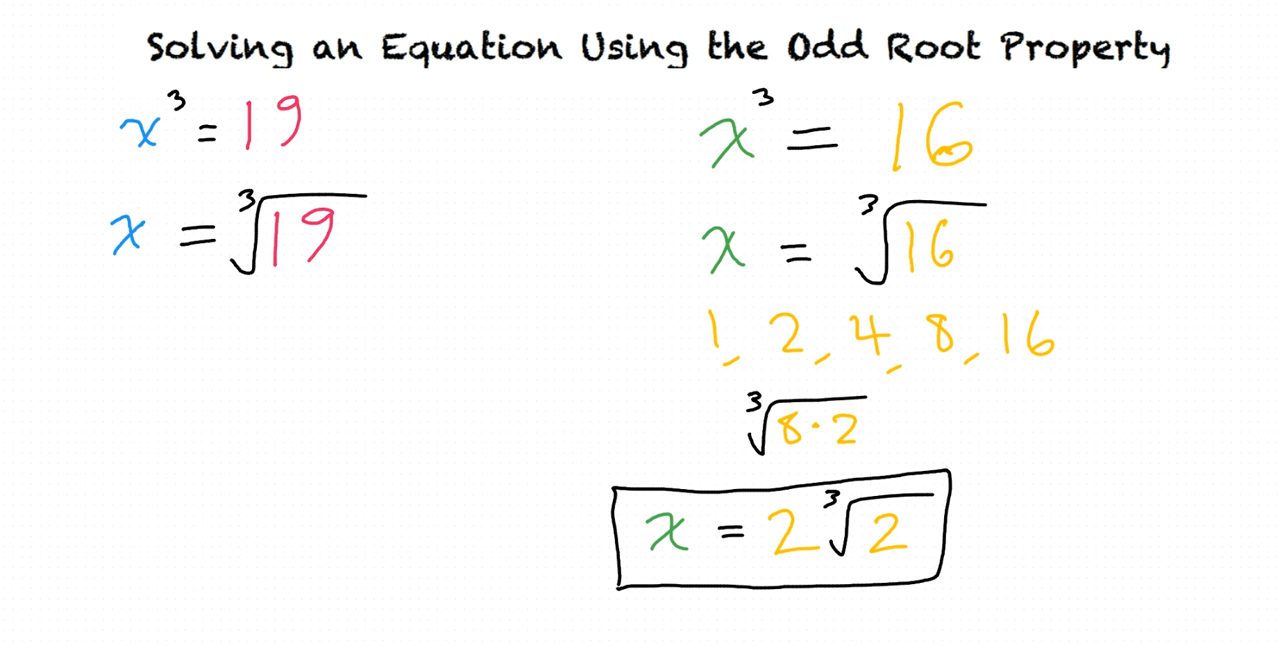 Solving an Equation Using the Odd Root Property
x³ = 19
x = ∛19
x³ = 16
x = ∛16
1, 2, 4, 8, 16
∛8·2
x = 2∛2